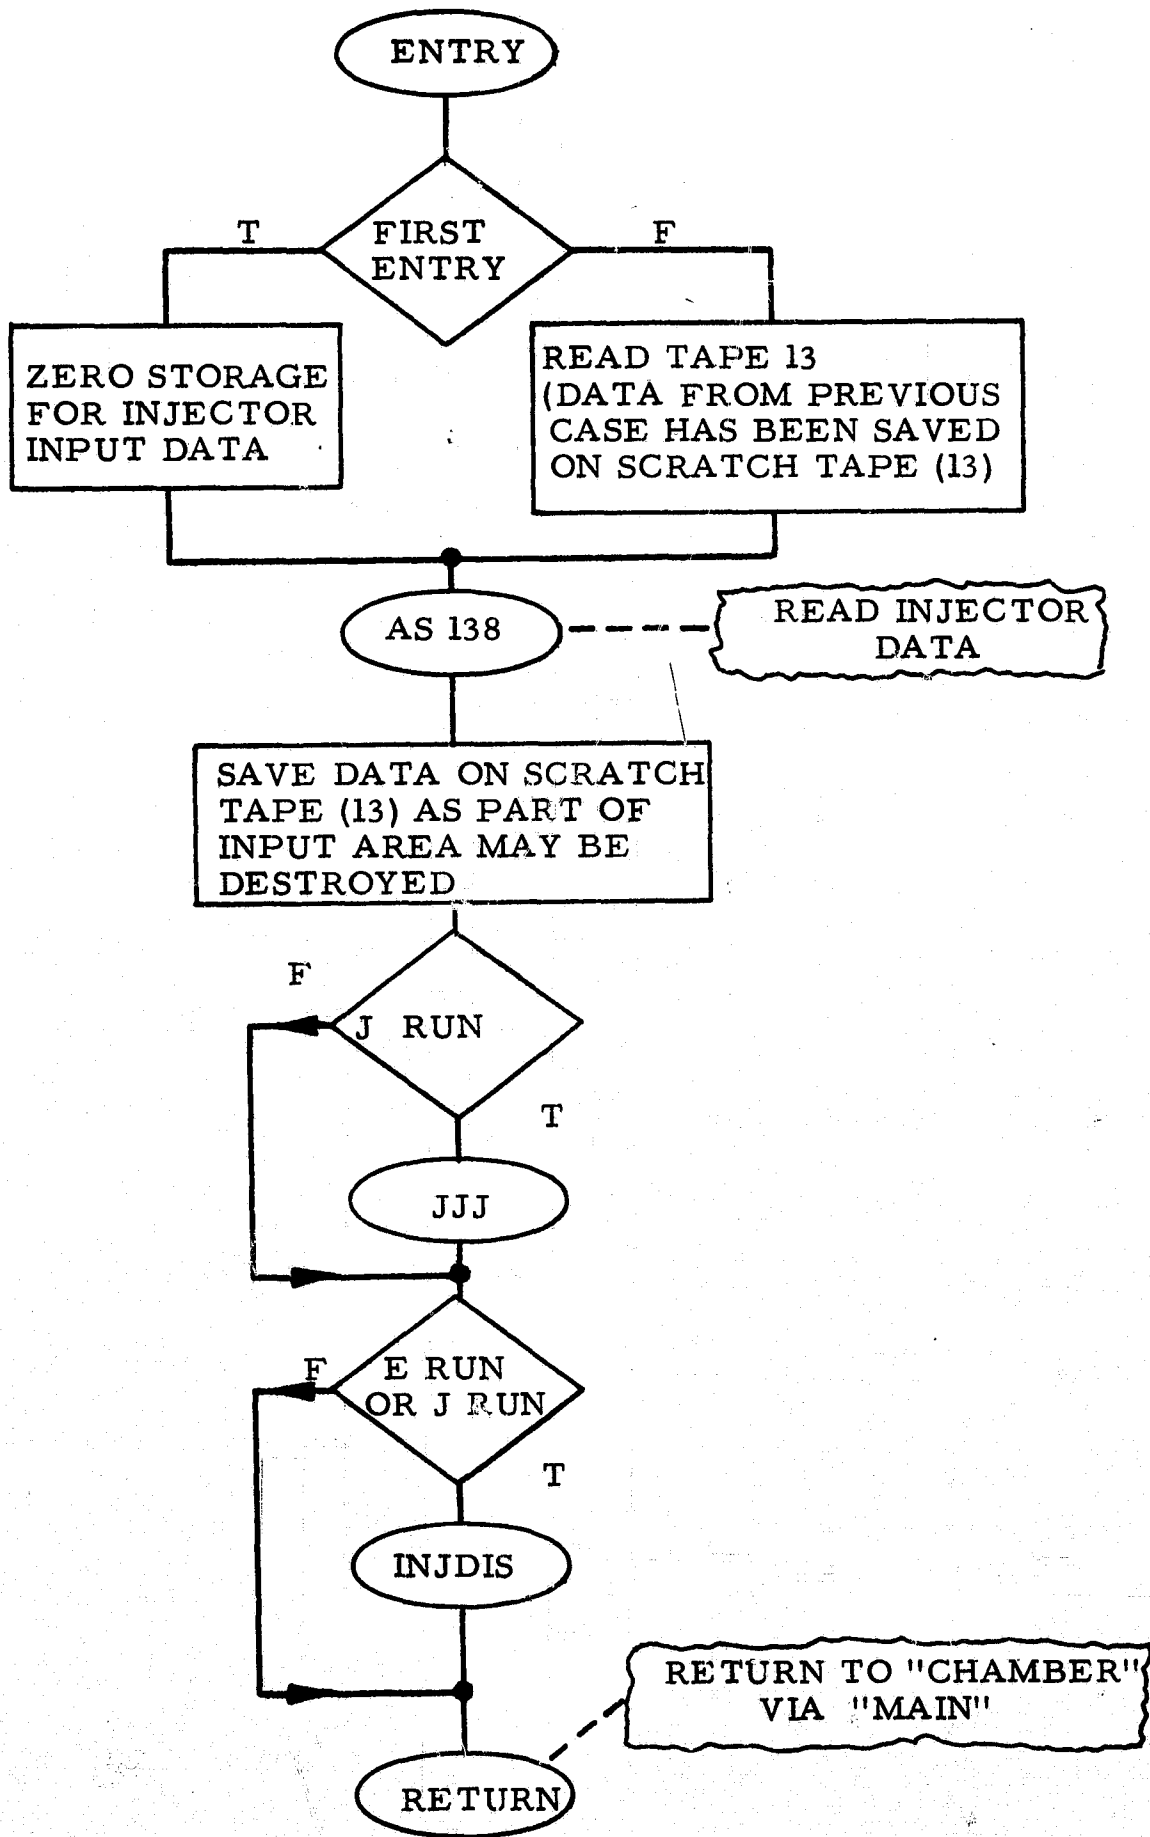 ENTRY
T
FIRST
ENTRY
F
ZERO STORAGE
FOR INJECTOR
INPUT DATA
READ TAPE 13
(DATA FROM PREVIOUS
CASE HAS BEEN SAVED
ON SCRATCH TAPE (13)
AS 138
READ INJECTOR
DATA
SAVE DATA ON SCRATCH
TAPE (13) AS PART OF
INPUT AREA MAY BE
DESTROYED
F
J RUN
T
JJJ
F
E RUN
OR J RUN
T
INJDIS
RETURN TO "CHAMBER"
VIA "MAIN"
RETURN